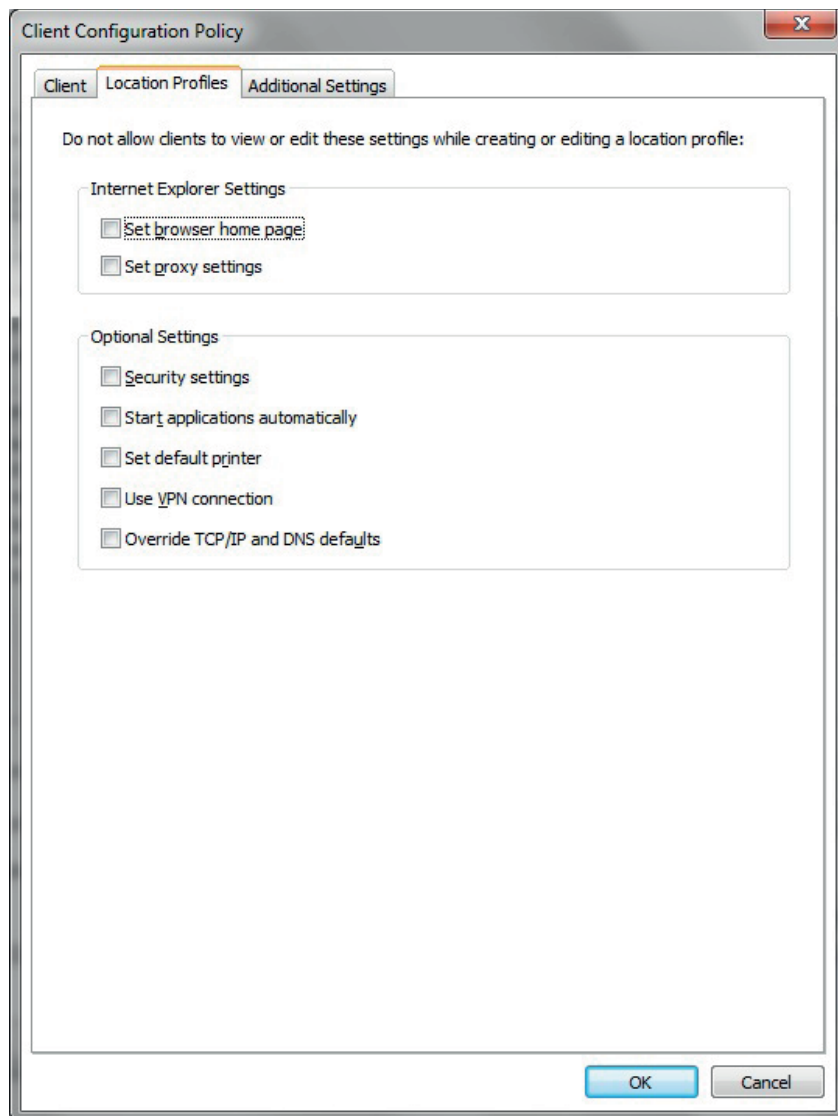 Client Configuration Policy
Client Location Profiles Additional Settings
Do not allow clients to view or edit these settings while creating or editing a location profile:
Internet Explorer Settings
Set browser home page
Set proxy settings
Optional Settings
Security settings
Start applications automatically
Set default printer
Use VPN connection
Override TCP/IP and DNS defaults
OK Cancel